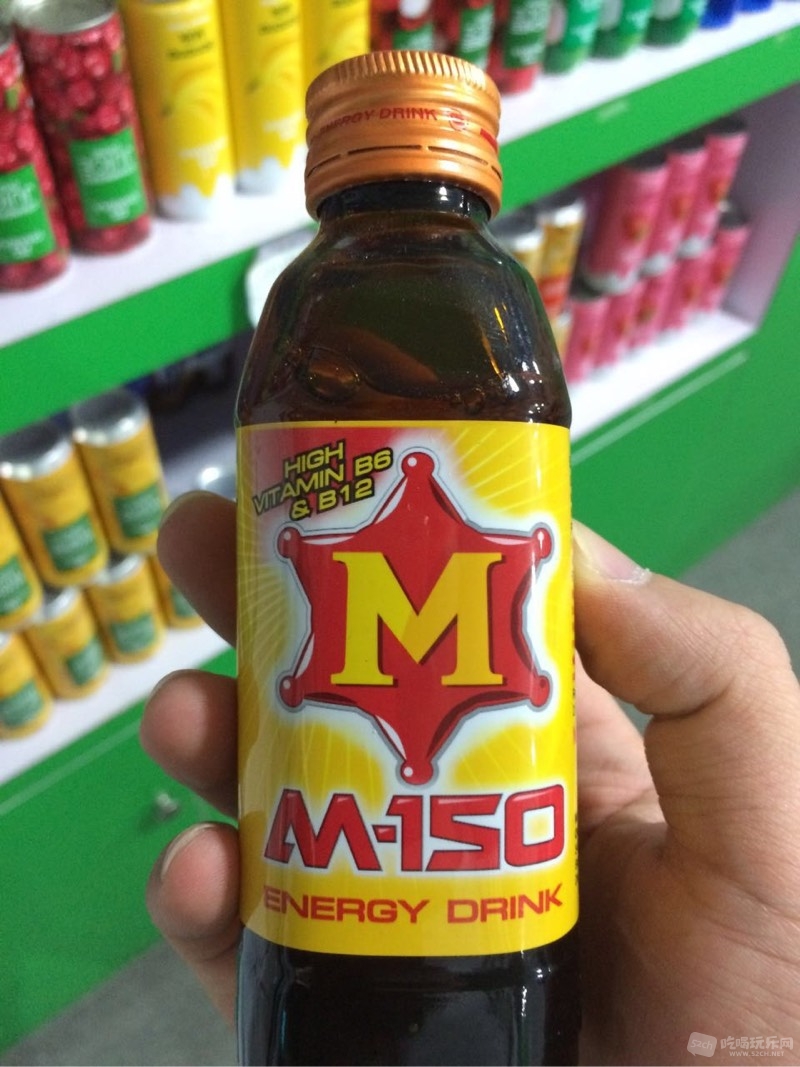 ENERGY DRINK
HIGH
VITAMIN B6
& B12
M
M-150
ENERGY DRINK
吃喝玩乐网
WWW.52CH.NET